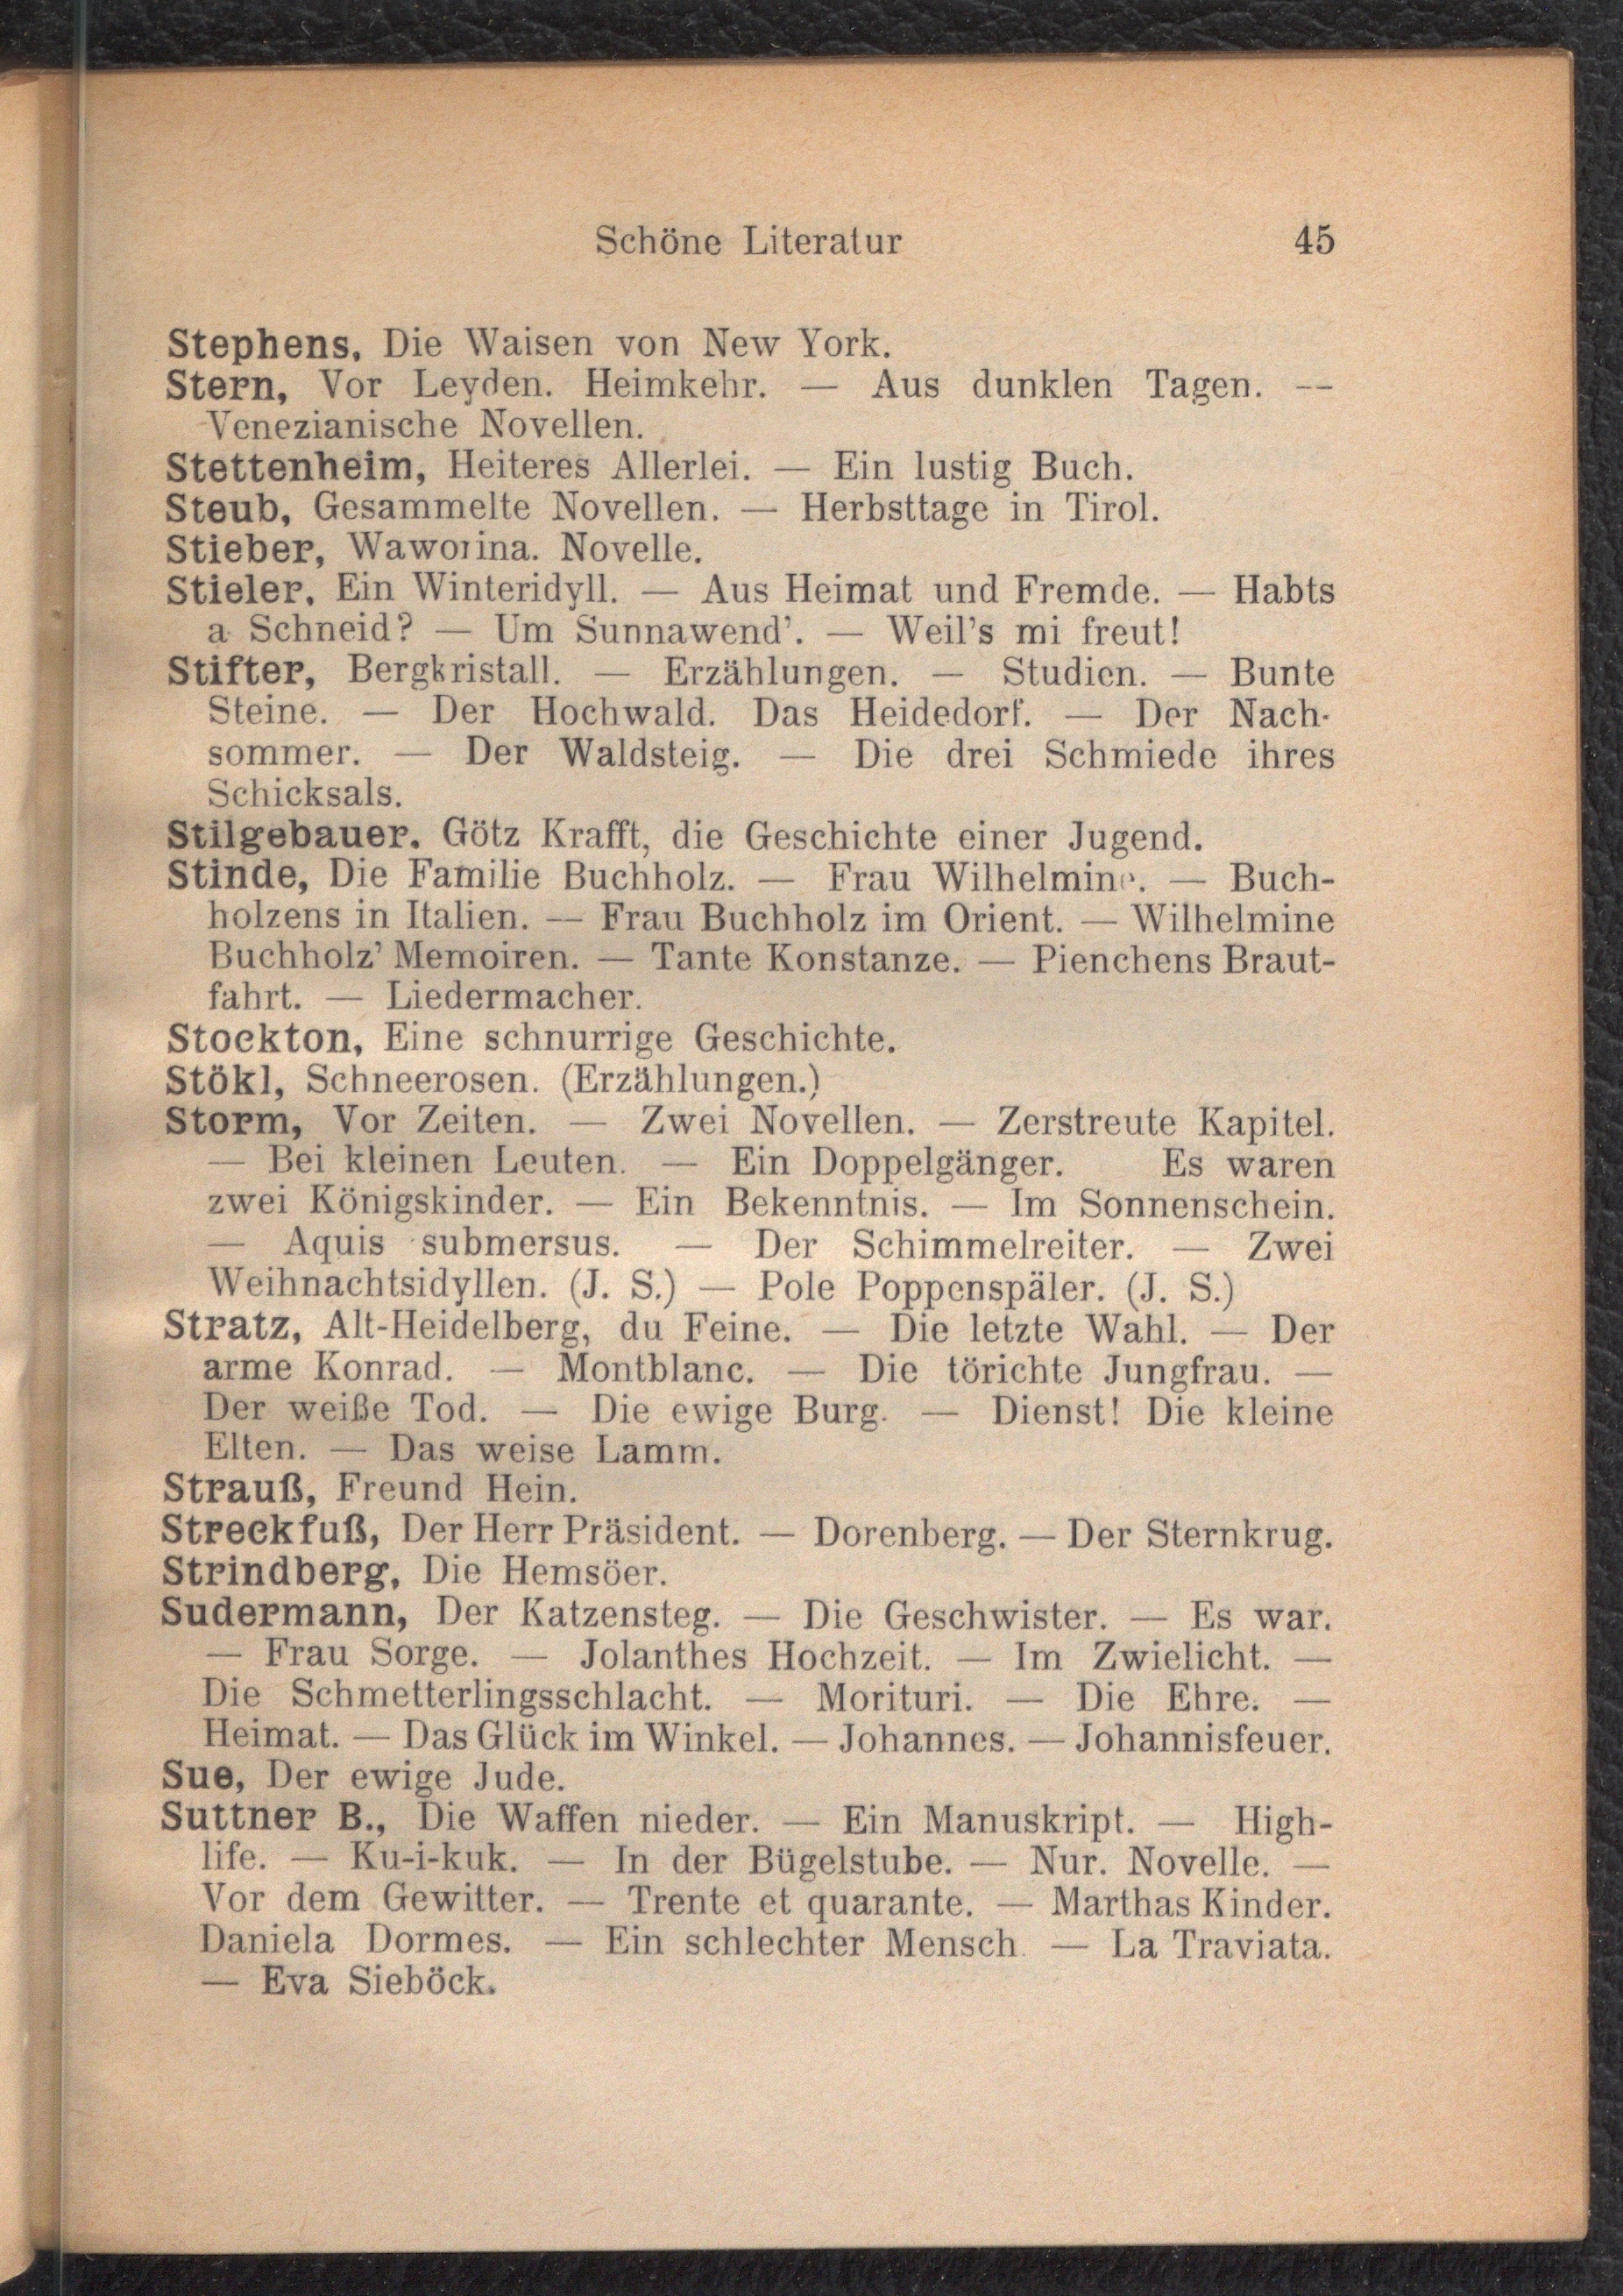 Schöne Literatur 45
Stephens, Die Waisen von New York.
Stern, Vor Leyden. Heimkehr. — Aus dunklen Tagen. —
Venezianische Novellen.
Stettenheim, Heiteres Allerlei. — Ein lustig Buch.
Steub, Gesammelte Novellen. — Herbsttage in Tirol.
Stieber, Waworina. Novelle.
Stieler, Ein Winteridyll. — Aus Heimat und Fremde. — Habts
a Schneid? — Um Sunnawend'. — Weil's mi freut!
Stifter, Bergkristall. — Erzählungen. — Studien. — Bunte
Steine. — Der Hochwald. Das Heidedorf. — Der Nach-
sommer. — Der Waldsteig. — Die drei Schmiede ihres
Schicksals.
Stilgebauer. Götz Krafft, die Geschichte einer Jugend.
Stinde, Die Familie Buchholz. — Frau Wilhelmine. — Buch-
holzens in Italien. — Frau Buchholz im Orient. — Wilhelmine
Buchholz' Memoiren. — Tante Konstanze. — Pienchens Braut-
fahrt. — Liedermacher.
Stockton, Eine schnurrige Geschichte.
Stökl, Schneerosen. (Erzählungen.)
Storm, Vor Zeiten. — Zwei Novellen. — Zerstreute Kapitel.
— Bei kleinen Leuten. — Ein Doppelgänger. Es waren
zwei Königskinder. — Ein Bekenntnis. — Im Sonnenschein.
— Aquis submersus. — Der Schimmelreiter. — Zwei
Weihnachtsidyllen. (J. S.) — Pole Poppenspäler. (J. S.)
Stratz, Alt-Heidelberg, du Feine. — Die letzte Wahl. — Der
arme Konrad. — Montblanc. — Die törichte Jungfrau. —
Der weiße Tod. — Die ewige Burg. — Dienst! Die kleine
Elten. — Das weise Lamm.
Strauß, Freund Hein.
Streckfuß, Der Herr Präsident. — Dorenberg. — Der Sternkrug.
Strindberg, Die Hemsöer.
Sudermann, Der Katzensteg. — Die Geschwister. — Es war.
— Frau Sorge. — Jolanthes Hochzeit. — Im Zwielicht. —
Die Schmetterlingsschlacht. — Morituri. — Die Ehre. —
Heimat. — Das Glück im Winkel. — Johannes. — Johannisfeuer.
Sue, Der ewige Jude.
Suttner B., Die Waffen nieder. — Ein Manuskript. — High-
life. — Ku-i-kuk. — In der Bügelstube. — Nur. Novelle. —
Vor dem Gewitter. — Trente et quarante. — Marthas Kinder.
Daniela Dormes. — Ein schlechter Mensch. — La Traviata.
— Eva Sieböck.